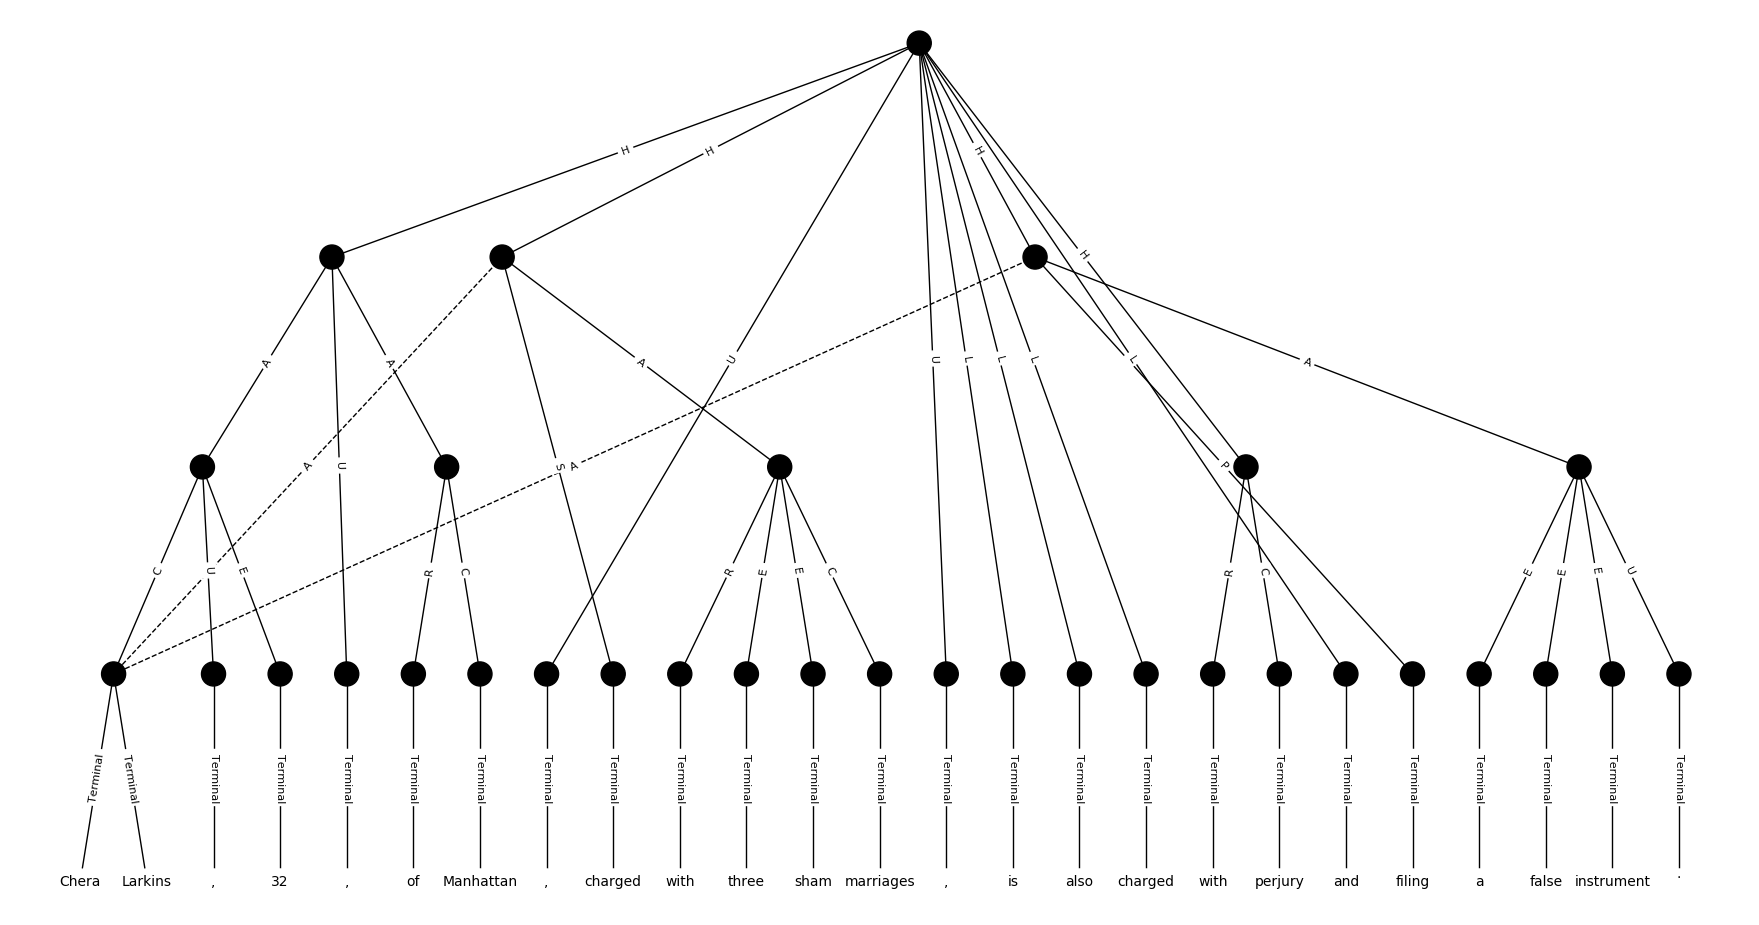 H H H H
U U L L L L
A A A U A S A P A
C U E R C R E E C R C E E E U
Terminal Terminal Terminal Terminal Terminal Terminal Terminal Terminal Terminal Terminal Terminal Terminal Terminal Terminal Terminal Terminal Terminal Terminal Terminal Terminal Terminal Terminal Terminal Terminal Terminal
Chera Larkins , 32 , of Manhattan , charged with three sham marriages , is also charged with perjury and filing a false instrument .